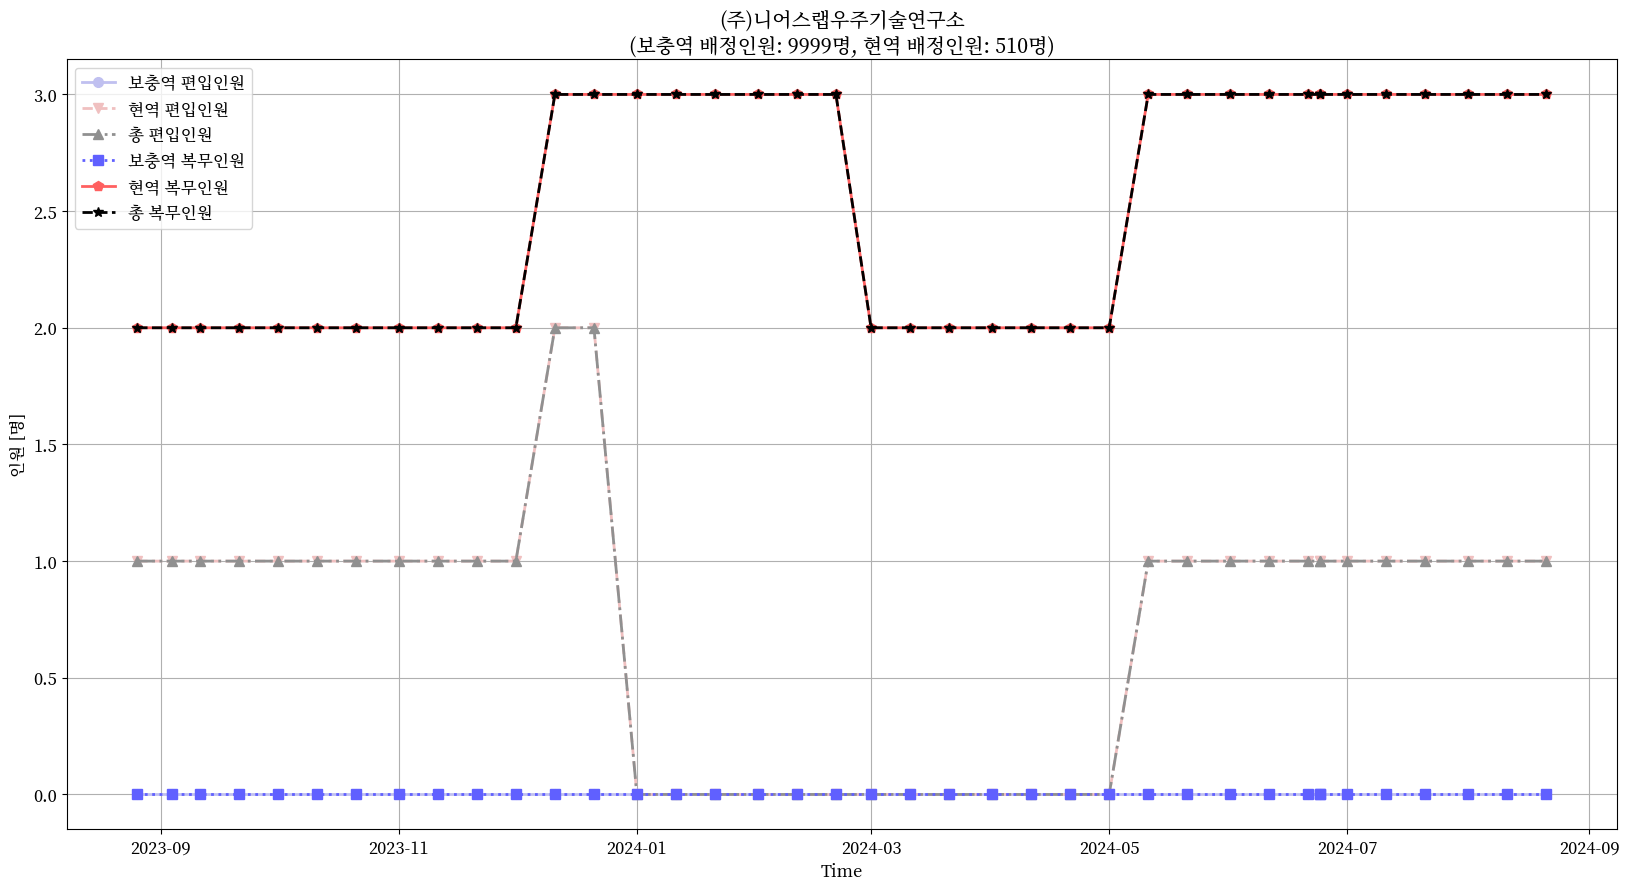 (주)니어스랩우주기술연구소
(보충역 배정인원: 9999명, 현역 배정인원: 510명)
보충역 편입인원
현역 편입인원
총 편입인원
보충역 복무인원
현역 복무인원
총 복무인원
3.0
2.5
2.0
1.5
1.0
0.5
0.0
인원 [명]
2023-09
2023-11
2024-01
2024-03
2024-05
2024-07
2024-09
Time